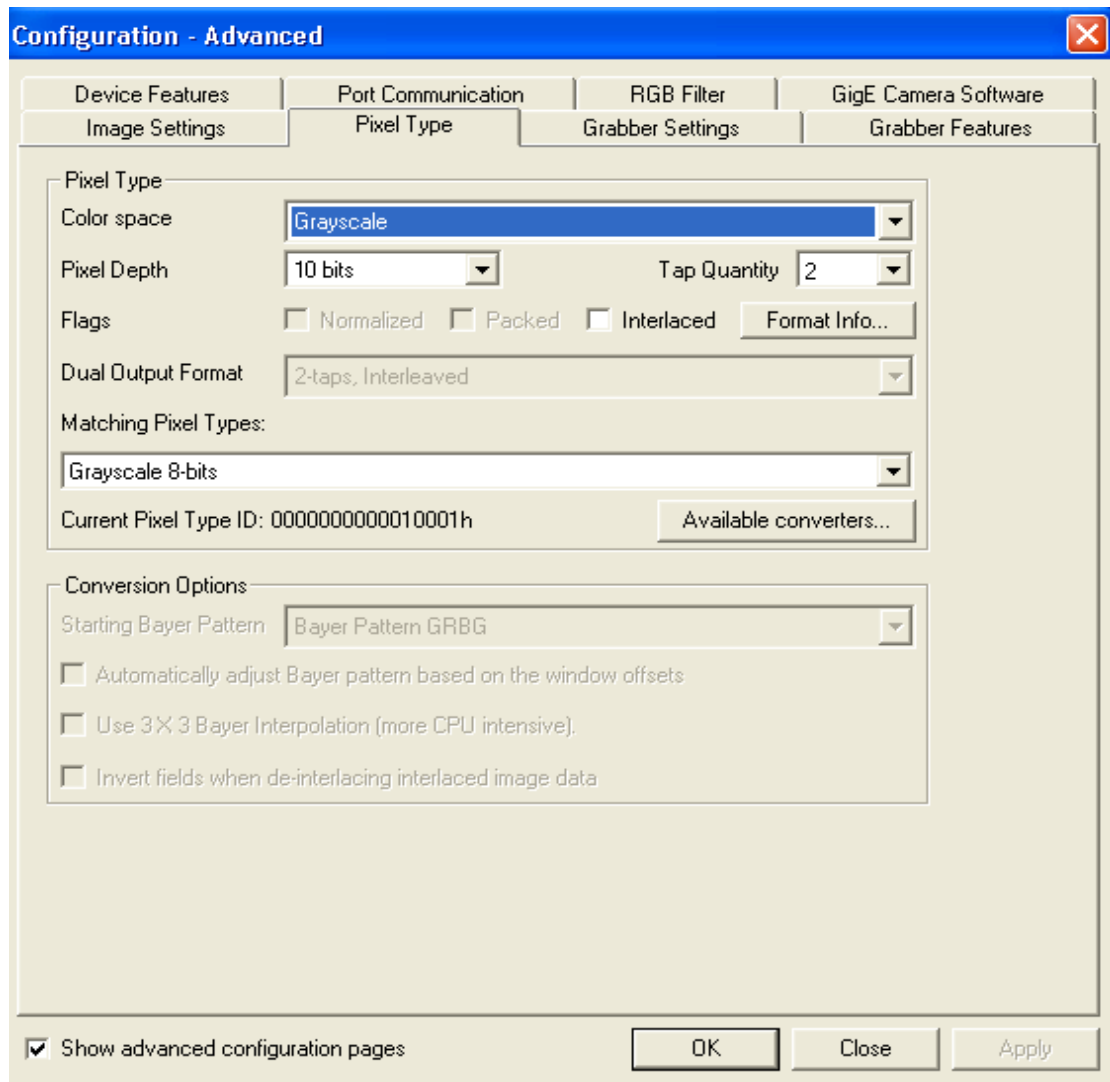 Configuration - Advanced
Device Features Port Communication RGB Filter GigE Camera Software
Image Settings Pixel Type Grabber Settings Grabber Features
Pixel Type
Color space Grayscale
Pixel Depth 10 bits Tap Quantity 2
Flags Normalized Packed Interlaced Format Info...
Dual Output Format 2-taps, Interleaved
Matching Pixel Types:
Grayscale 8-bits
Current Pixel Type ID: 0000000000010001h Available converters...
Conversion Options
Starting Bayer Pattern Bayer Pattern GRBG
Automatically adjust Bayer pattern based on the window offsets
Use 3 X 3 Bayer Interpolation (more CPU intensive).
Invert fields when de-interlacing interlaced image data
Show advanced configuration pages OK Close Apply